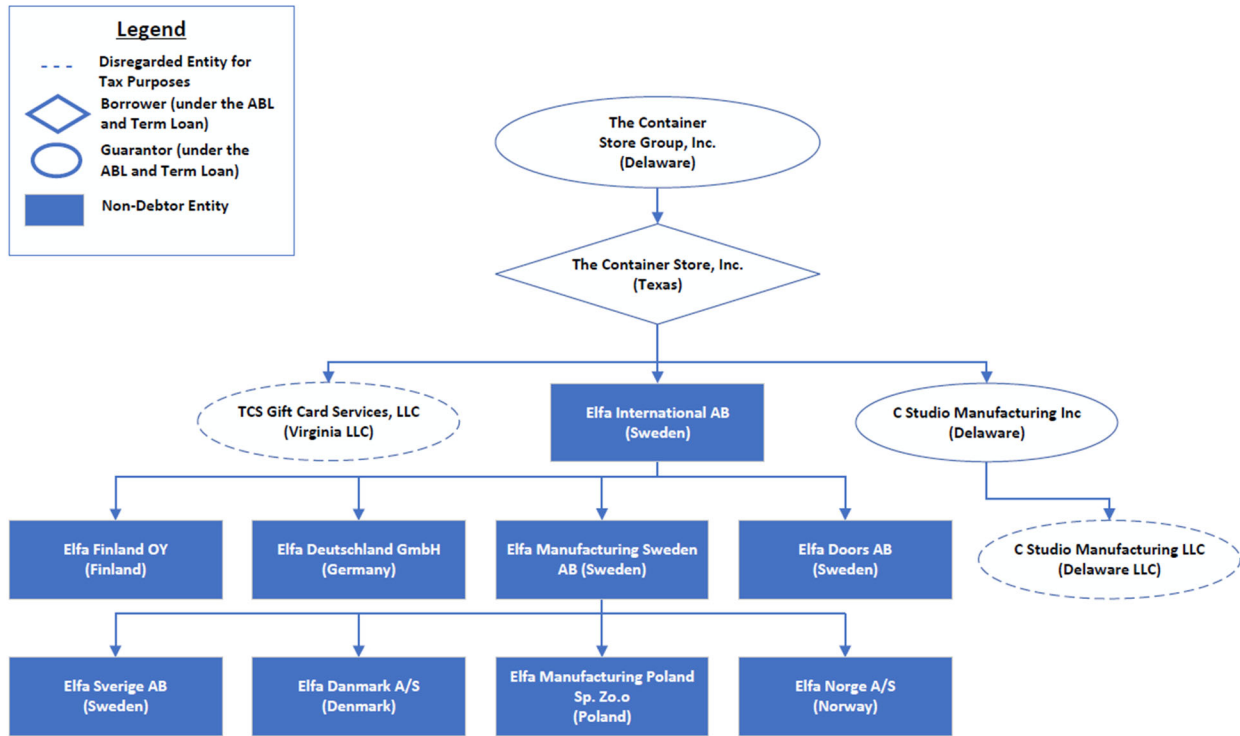 Legend
Disregarded Entity for
Tax Purposes
Borrower (under the ABL
and Term Loan)
Guarantor (under the
ABL and Term Loan)
Non-Debtor Entity
The Container
Store Group, Inc.
(Delaware)
The Container Store, Inc.
(Texas)
TCS Gift Card Services, LLC
(Virginia LLC)
Elfa International AB
(Sweden)
C Studio Manufacturing Inc
(Delaware)
Elfa Finland OY
(Finland)
Elfa Deutschland GmbH
(Germany)
Elfa Manufacturing Sweden
AB (Sweden)
Elfa Doors AB
(Sweden)
C Studio Manufacturing LLC
(Delaware LLC)
Elfa Sverige AB
(Sweden)
Elfa Danmark A/S
(Denmark)
Elfa Manufacturing Poland
Sp. Zo.o
(Poland)
Elfa Norge A/S
(Norway)